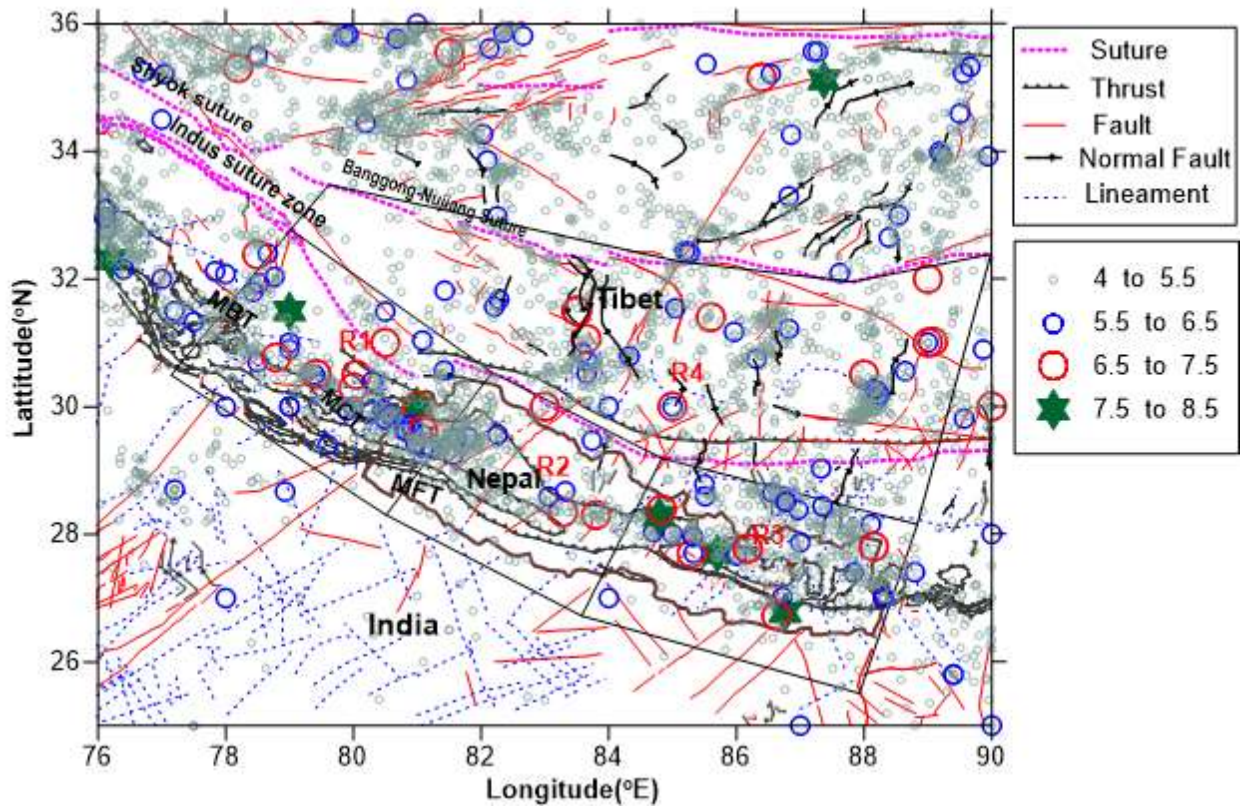 36
34
32
30
28
26
76
78
80
82
84
86
88
90
Lattitude(°N)
Longitude(°E)
Shyok suture
Indus suture zone
Banggong-Nujiang Suture
MBT
R1
Tibet
R4
MCT
R2
Nepal
MFT
R3
India
Suture
Thrust
Fault
Normal Fault
Lineament
4 to 5.5
5.5 to 6.5
6.5 to 7.5
7.5 to 8.5